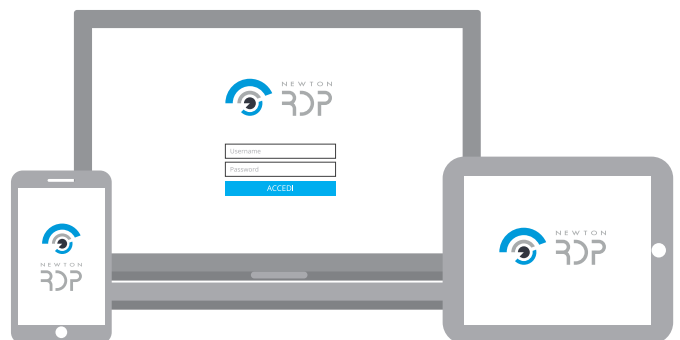 NEWTON
RDP
Username
Password
ACCEDI
NEWTON
RDP
NEWTON
RDP